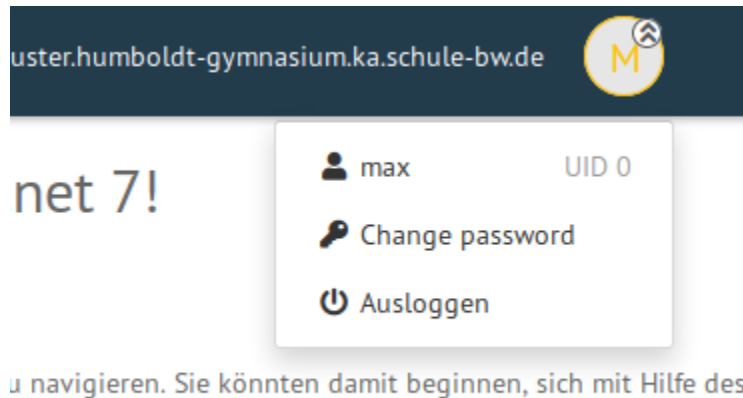 uster.humboldt-gymnasium.ka.schule-bw.de
M
net 7!
max UID 0
Change password
Ausloggen
u navigieren. Sie könnten damit beginnen, sich mit Hilfe des